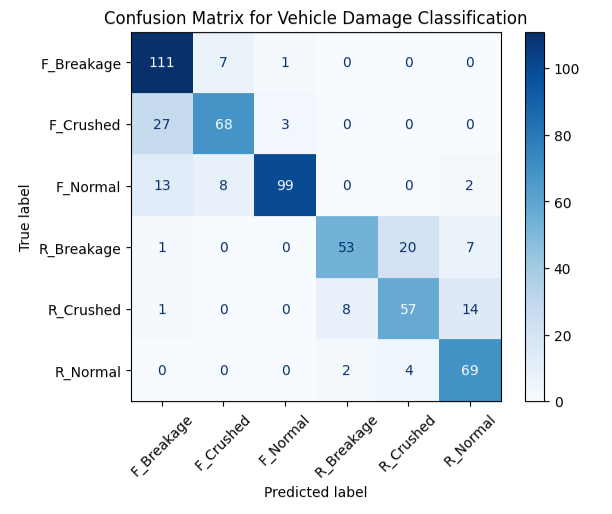 Confusion Matrix for Vehicle Damage Classification
F_Breakage 111 7 1 0 0 0
F_Crushed 27 68 3 0 0 0
F_Normal 13 8 99 0 0 2
R_Breakage 1 0 0 53 20 7
R_Crushed 1 0 0 8 57 14
R_Normal 0 0 0 2 4 69
F_Breakage F_Crushed F_Normal R_Breakage R_Crushed R_Normal
Predicted label
True label
100
80
60
40
20
0